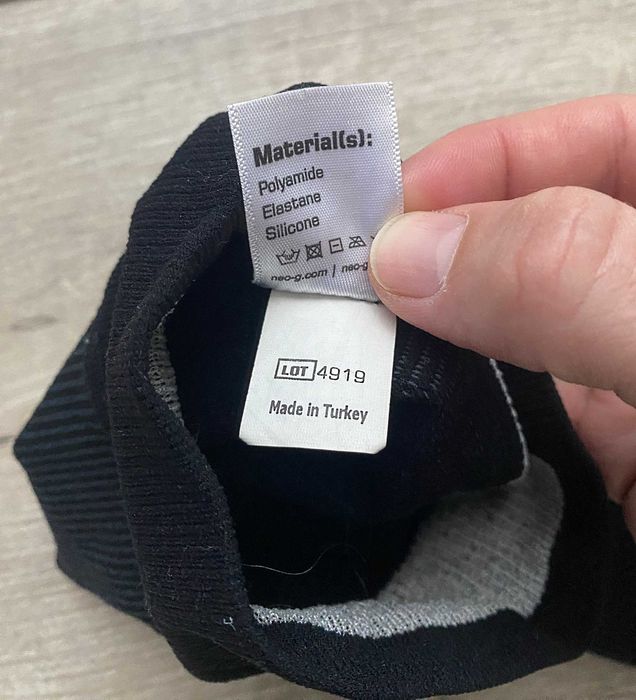 Material(s):
Polyamide
Elastane
Silicone
neo-g.com | neo-g
LOT 4919
Made in Turkey